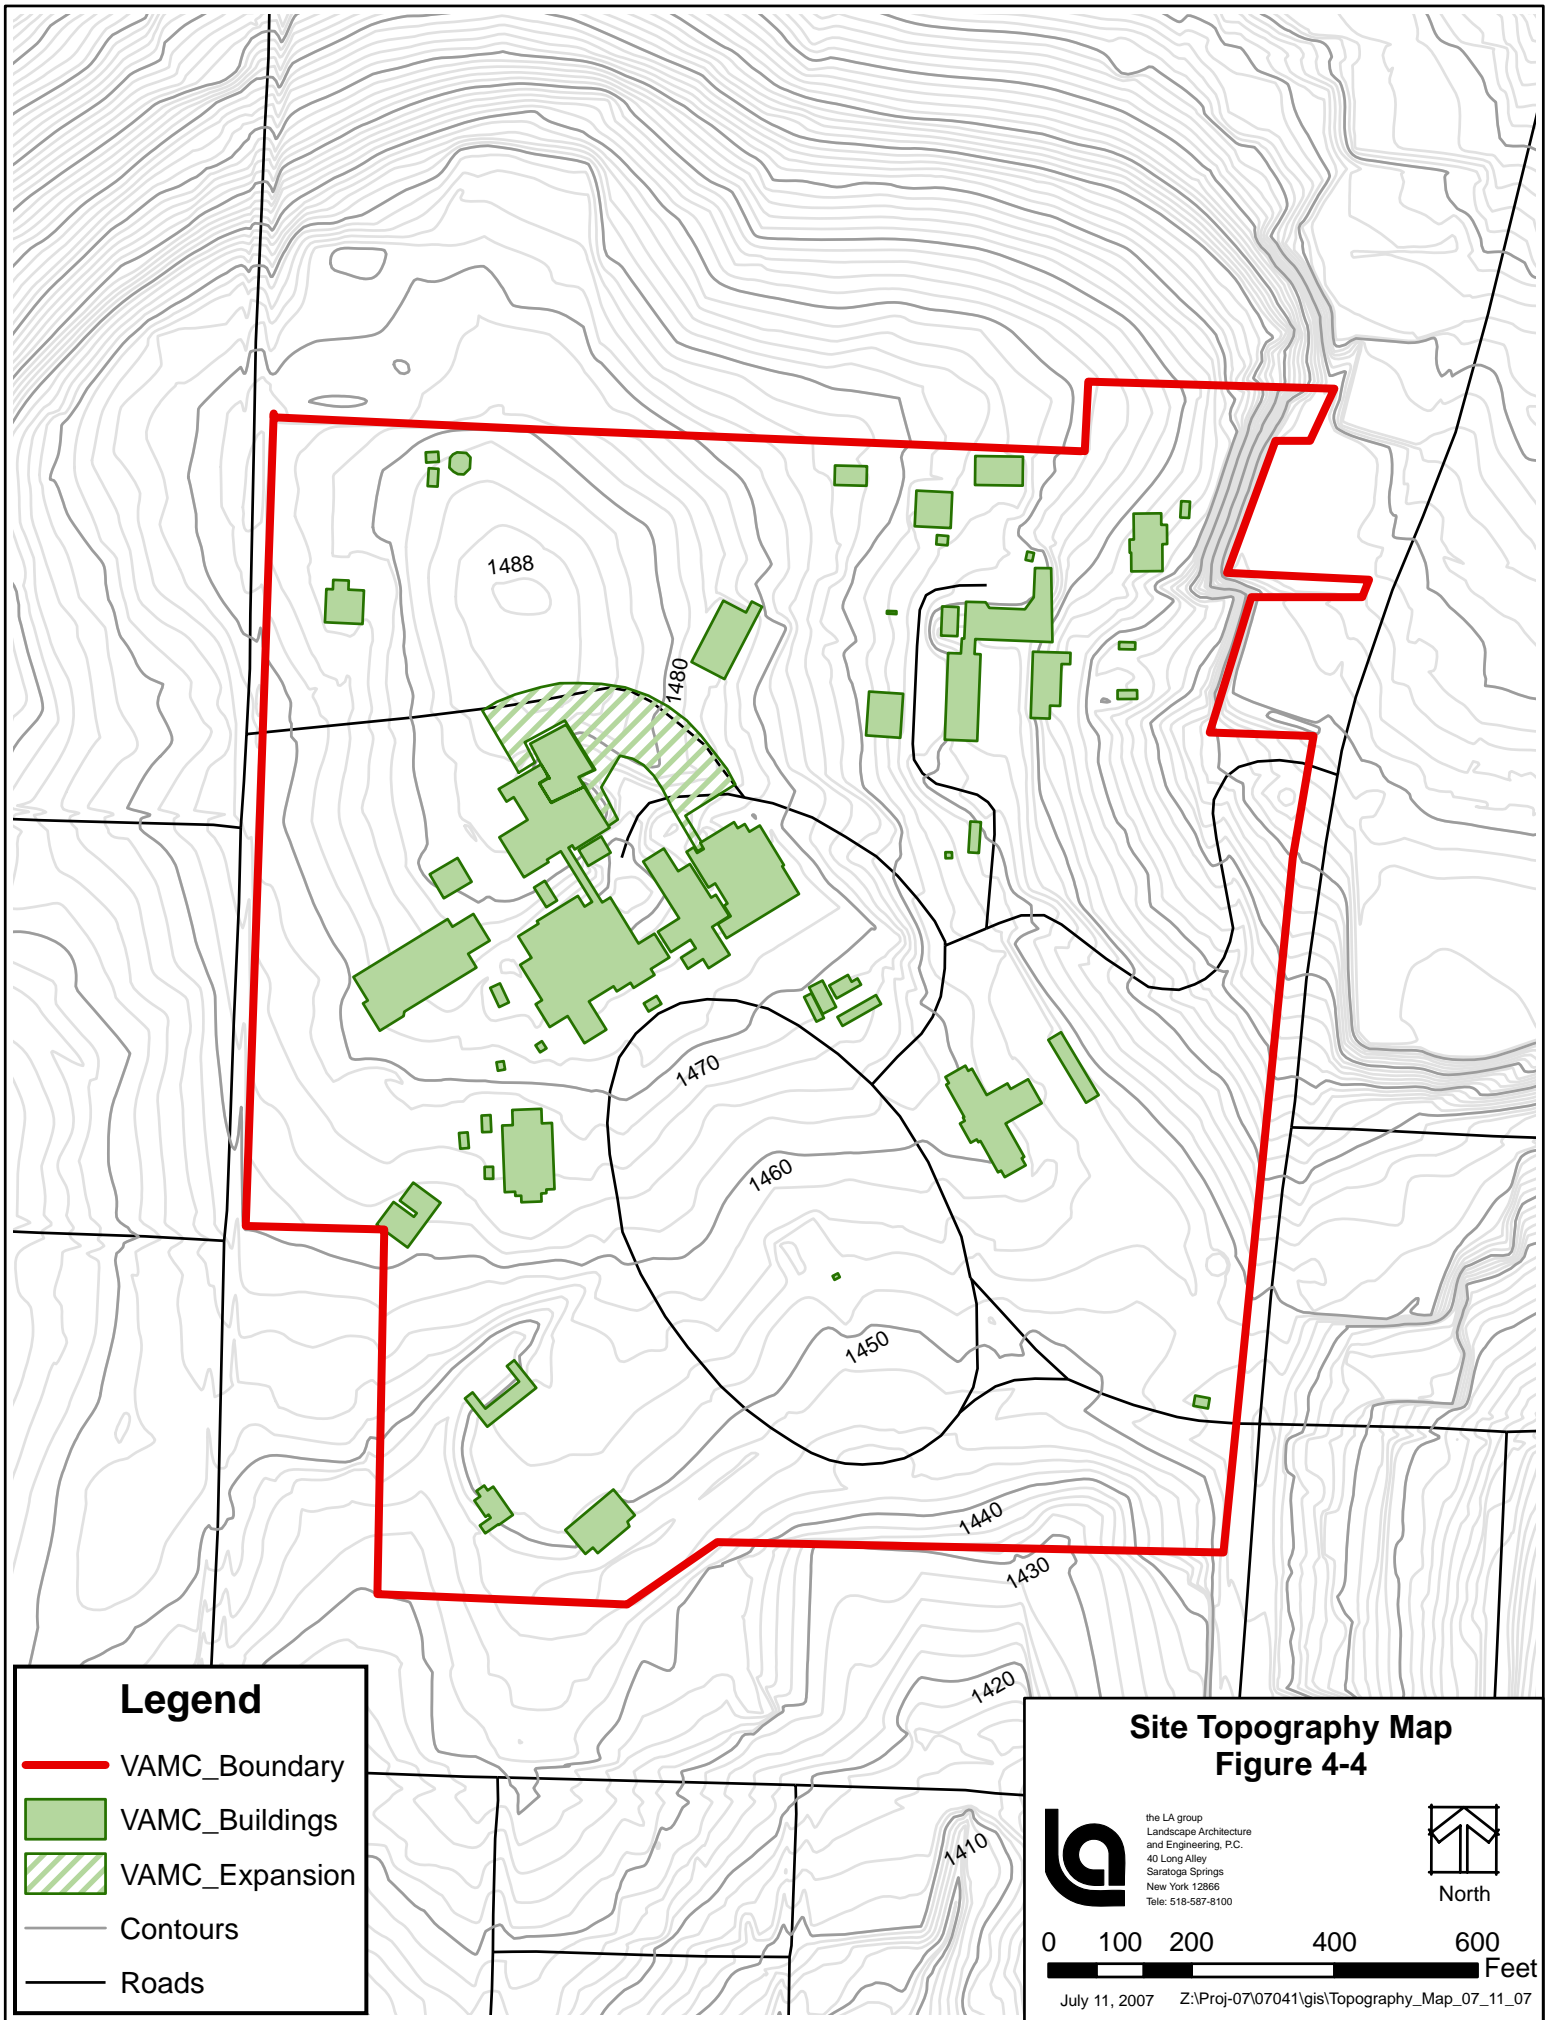 1488
1480
1470
1460
1450
1440
1430
1420
1410
Legend
VAMC_Boundary
VAMC_Buildings
VAMC_Expansion
Contours
Roads
Site Topography Map
Figure 4-4
la
the LA group
Landscape Architecture
and Engineering, P.C.
40 Long Alley
Saratoga Springs
New York 12866
Tele: 518-587-8100
North
0 100 200 400 600
Feet
July 11, 2007 Z:\Proj-07\07041\gis\Topography_Map_07_11_07